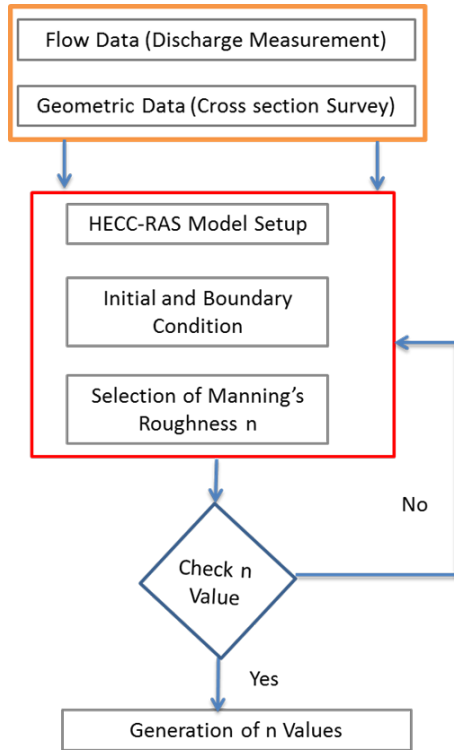 Flow Data (Discharge Measurement)
Geometric Data (Cross section Survey)
HECC-RAS Model Setup
Initial and Boundary
Condition
Selection of Manning's
Roughness n
No
Check n
Value
Yes
Generation of n Values